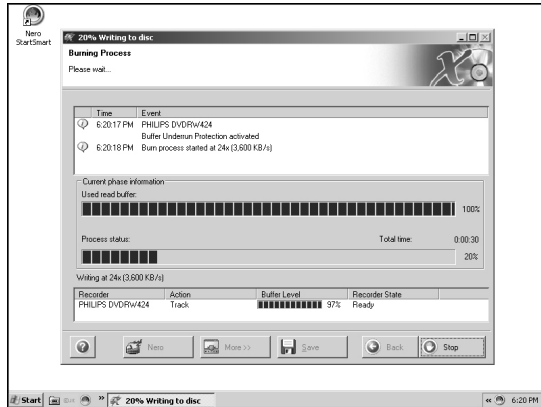 Nero
StartSmart
20% Writing to disc
Burning Process
Please wait...
Time Event
6:20:17 PM PHILIPS DVDRW424
Buffer Underrun Protection activated
6:20:18 PM Burn process started at 24x (3,600 KB/s)
Current phase information
Used read buffer:
100%
Process status: Total time: 0:00:30
20%
Writing at 24x (3,600 KB/s)
Recorder Action Buffer Level Recorder State
PHILIPS DVDRW424 Track 97% Ready
Nero More >> Save Back Stop
Start » 20% Writing to disc « 6:20 PM